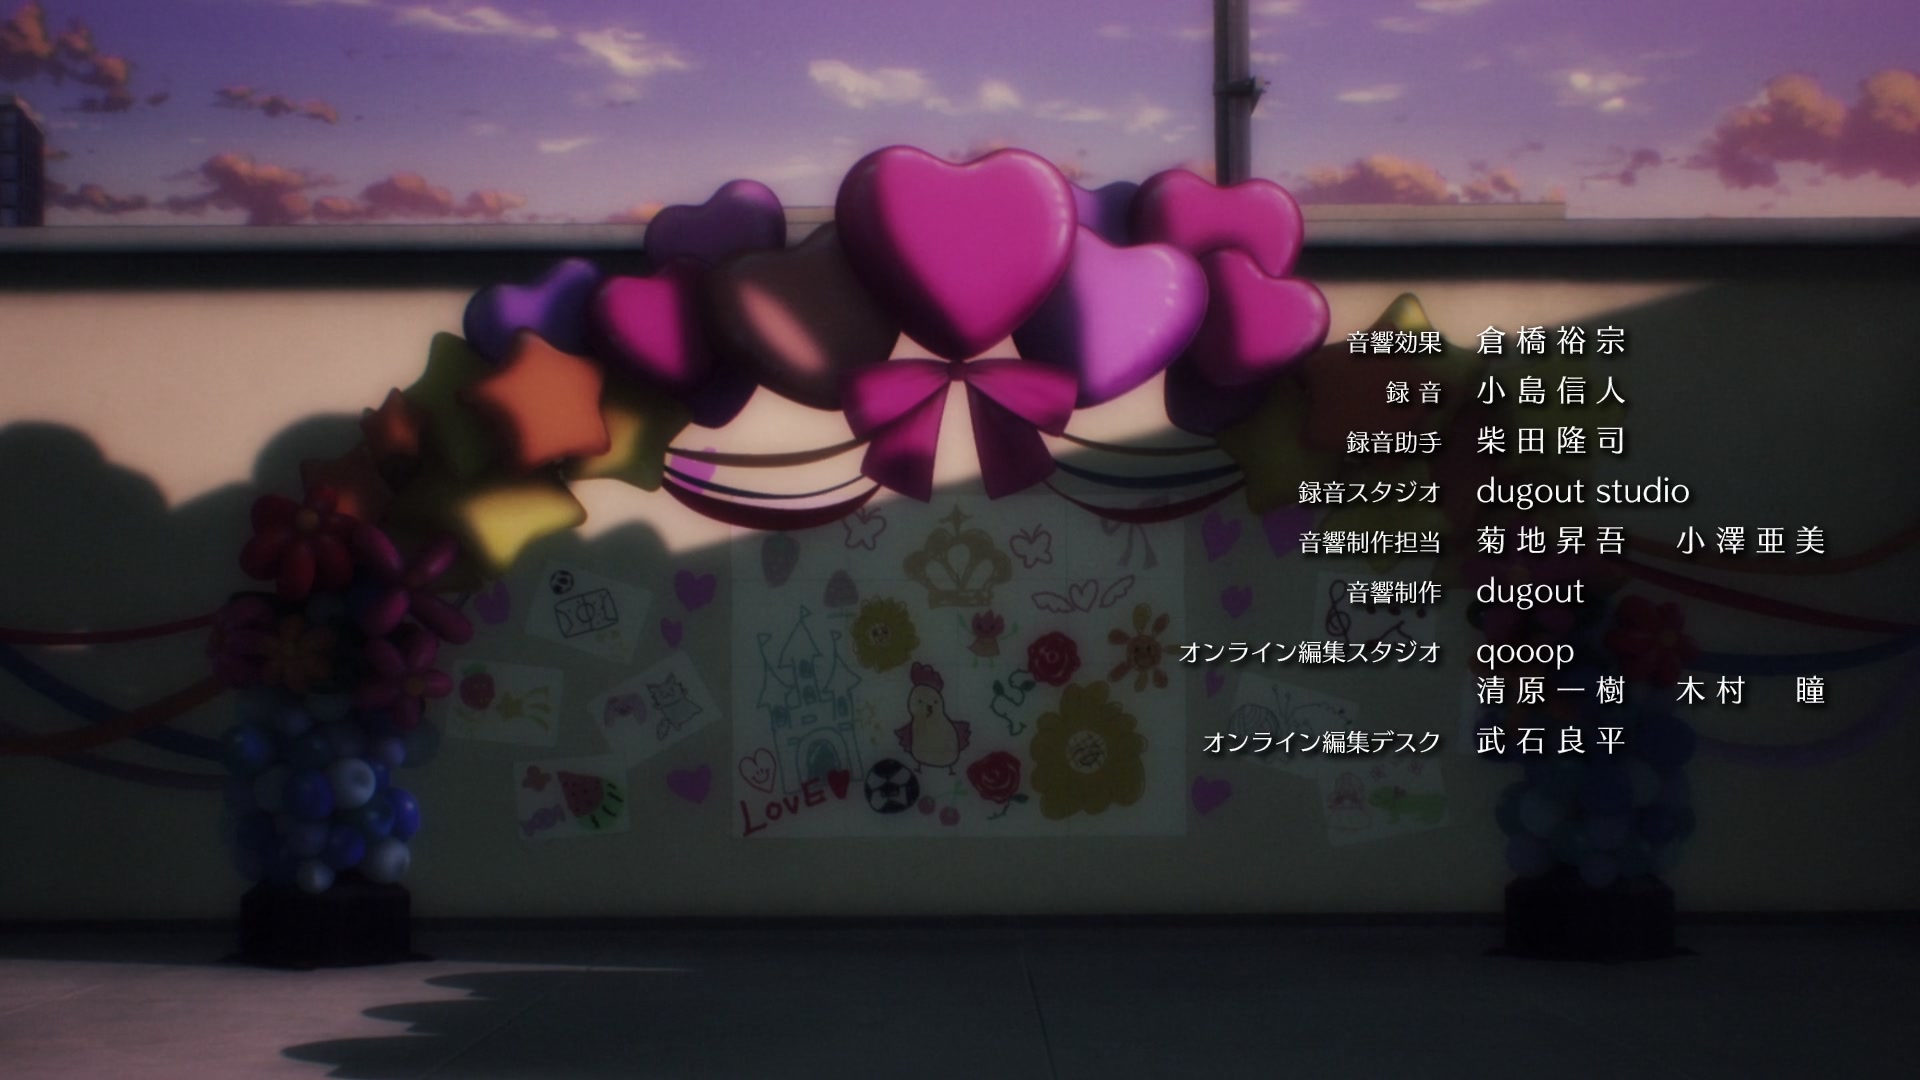 音響効果 倉橋裕宗
録音 小島信人
録音助手 柴田隆司
録音スタジオ dugout studio
音響制作担当 菊地昇吾 小澤亜美
音響制作 dugout
オンライン編集スタジオ qooop
清原一樹 木村 瞳
オンライン編集デスク 武石良平
LOVE